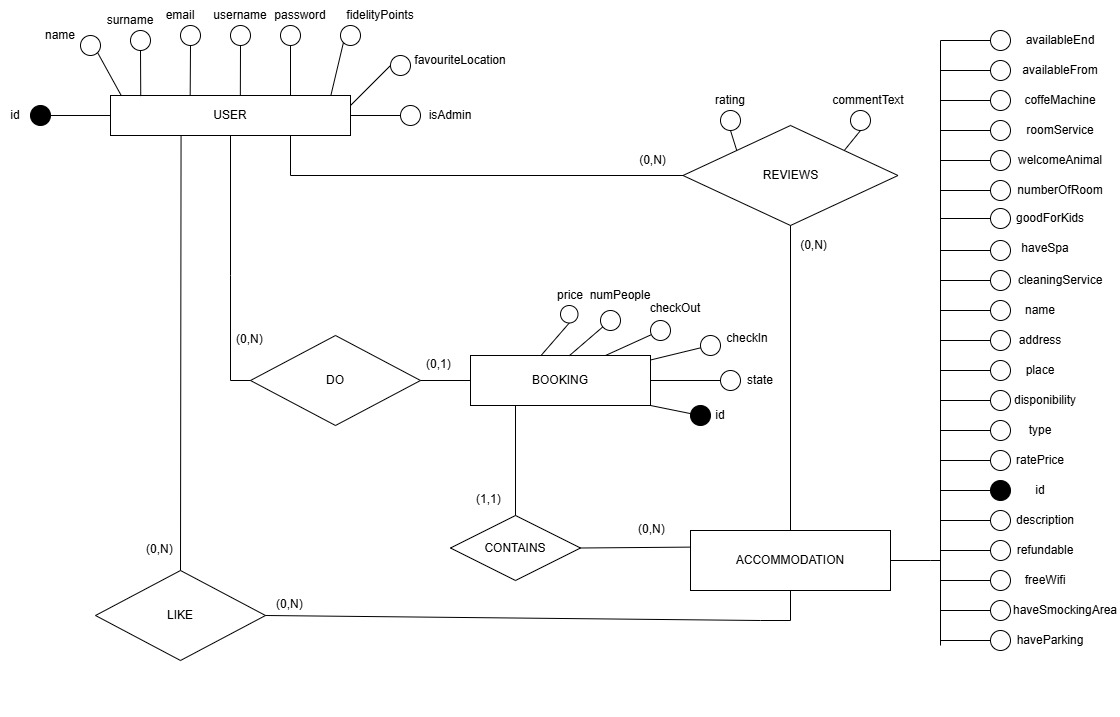 name
surname
email
username
password
fidelityPoints
favouriteLocation
id
USER
isAdmin
rating
commentText
(0,N)
REVIEWS
(0,N)
price
numPeople
checkOut
checkIn
(0,N)
DO
(0,1)
BOOKING
state
id
(1,1)
CONTAINS
(0,N)
ACCOMMODATION
(0,N)
LIKE
(0,N)
availableEnd
availableFrom
coffeMachine
roomService
welcomeAnimal
numberOfRoom
goodForKids
haveSpa
cleaningService
name
address
place
disponibility
type
ratePrice
id
description
refundable
freeWifi
haveSmockingArea
haveParking